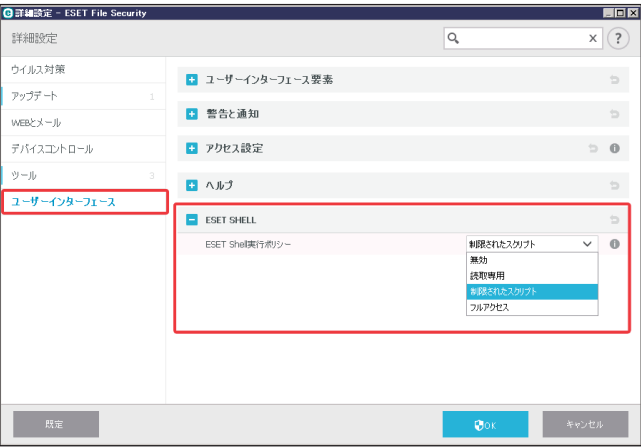 詳細設定 - ESET File Security
詳細設定
ウイルス対策
アップデート 1
WEBとメール
デバイスコントロール
ツール 3
ユーザーインターフェース
ユーザーインターフェース要素
警告と通知
アクセス設定
ヘルプ
ESET SHELL
ESET Shell実行ポリシー 制限されたスクリプト
無効
読取専用
制限されたスクリプト
フルアクセス
既定 OK キャンセル